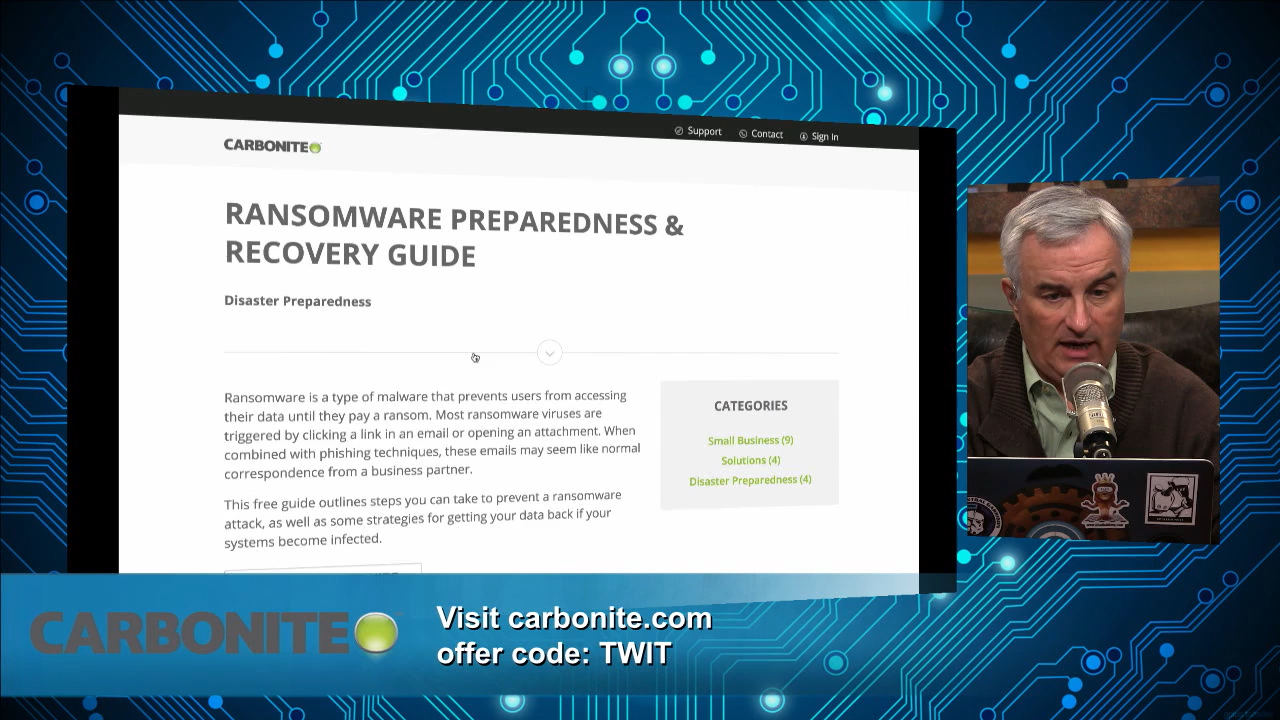 Support
Contact
Sign In
CARBONITE
RANSOMWARE PREPAREDNESS &
RECOVERY GUIDE
Disaster Preparedness
Ransomware is a type of malware that prevents users from accessing
their data until they pay a ransom. Most ransomware viruses are
triggered by clicking a link in an email or opening an attachment. When
combined with phishing techniques, these emails may seem like normal
correspondence from a business partner.
This free guide outlines steps you can take to prevent a ransomware
attack, as well as some strategies for getting your data back if your
systems become infected.
CATEGORIES
Small Business (9)
Solutions (4)
Disaster Preparedness (4)
CARBONITE
Visit carbonite.com
offer code: TWIT